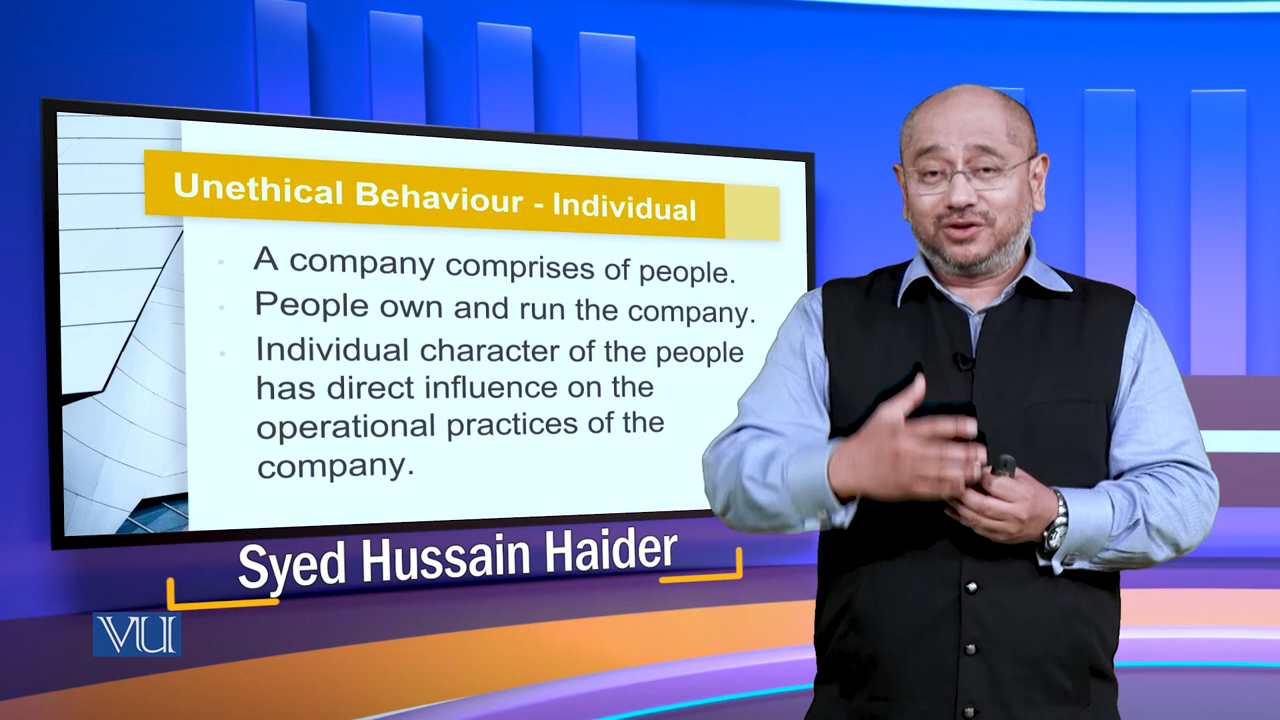 Unethical Behaviour - Individual
A company comprises of people.
People own and run the company.
Individual character of the people
has direct influence on the
operational practices of the
company.
Syed Hussain Haider
VU